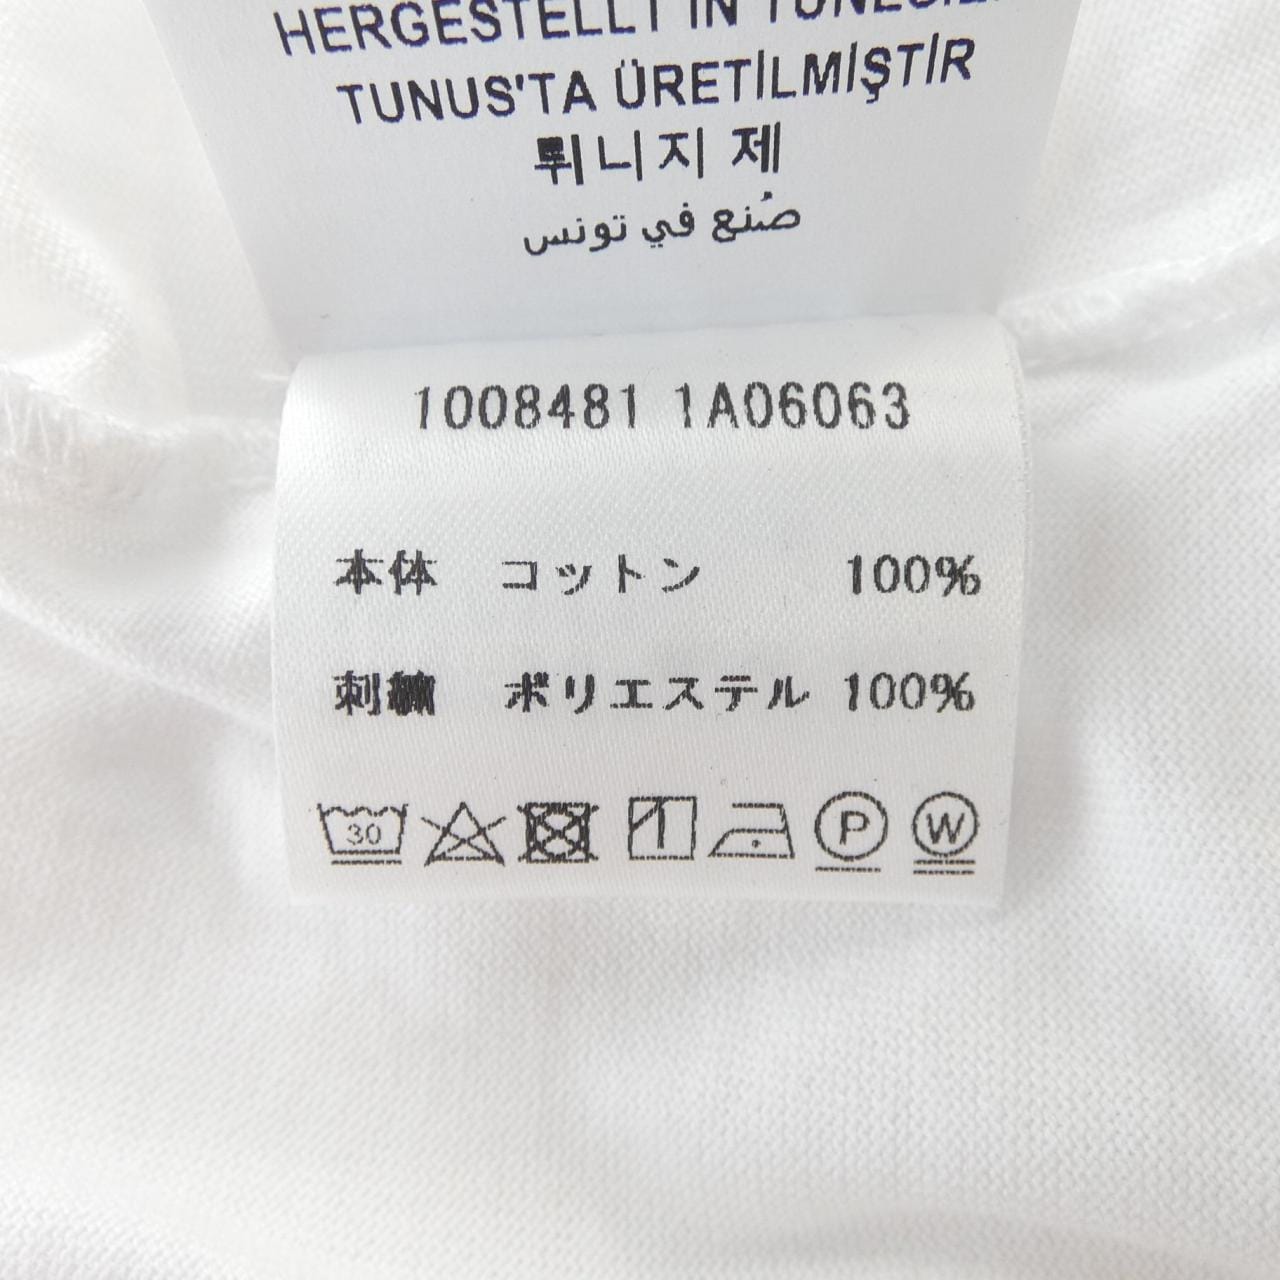 HERGESTELLT IN TUNESIEN
TUNUS'TA ÜRETİLMİŞTİR
튀니지 제
صُنع في تونس
1008481 1A06063
本体 コットン 100%
刺繍 ポリエステル 100%
30 P W